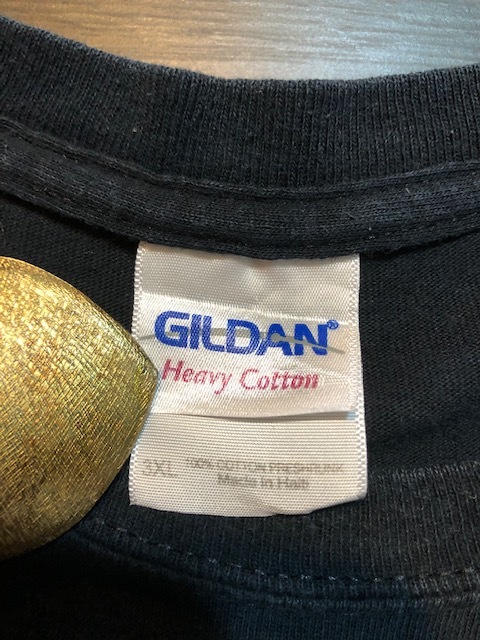 GILDAN®
Heavy Cotton
3XL
100% COTTON PRESHRUNK
Made in Haiti